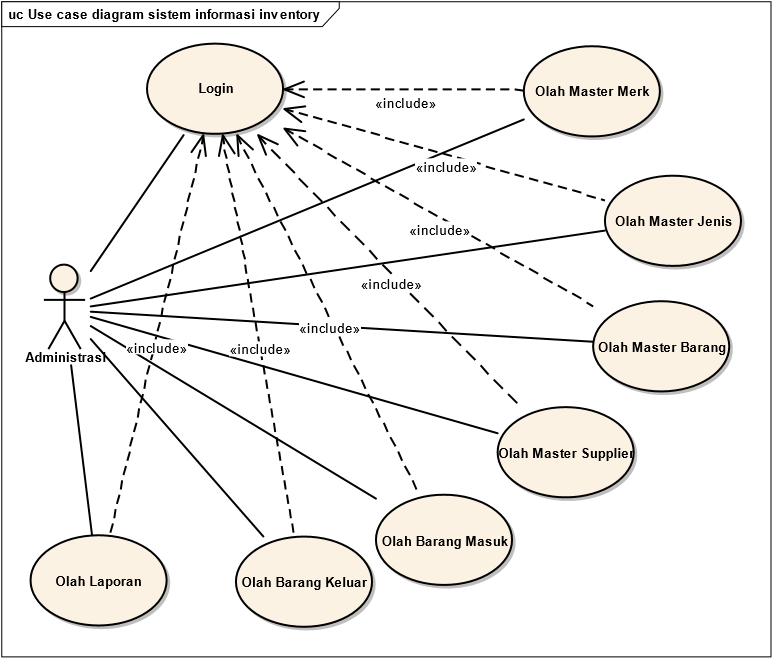 uc Use case diagram sistem informasi inventory
Login
Olah Master Merk
«include»
«include»
Olah Master Jenis
«include»
«include»
«include»
Olah Master Barang
Administrasi
«include»
«include»
Olah Master Supplier
Olah Barang Masuk
Olah Laporan
Olah Barang Keluar